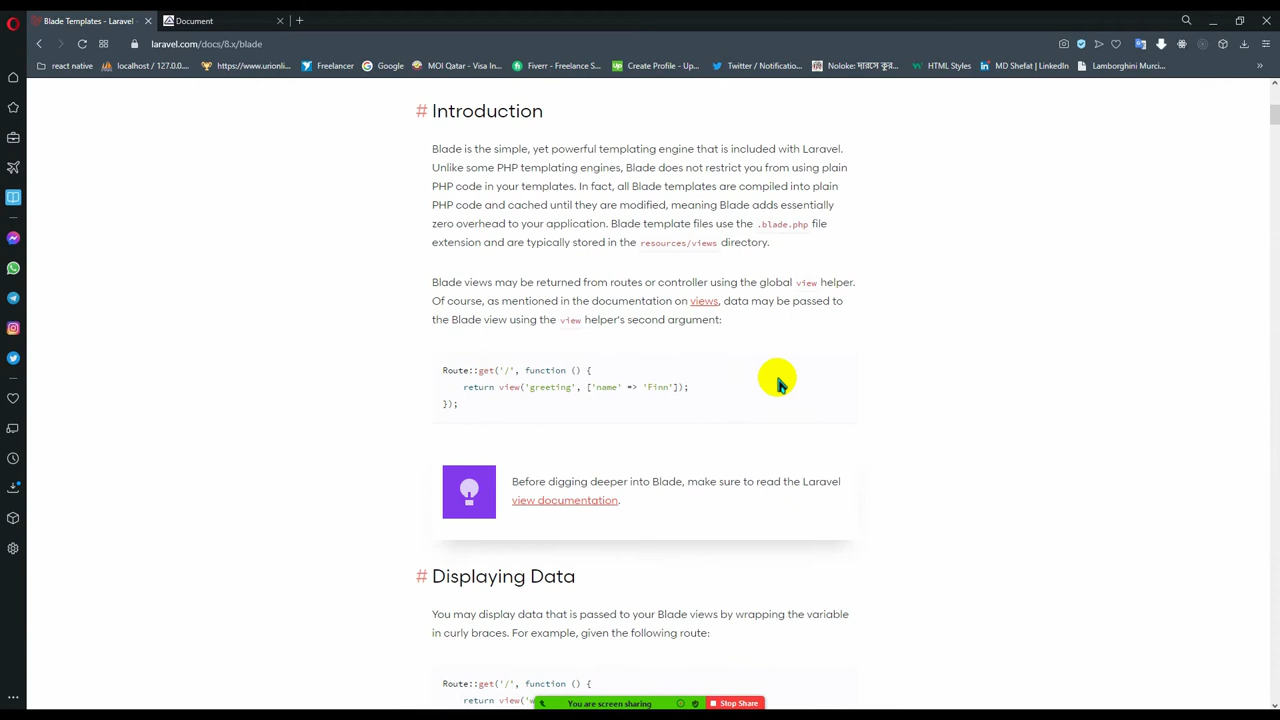 Blade Templates - Laravel -
Document
laravel.com/docs/8.x/blade
react native
localhost / 127.0.0....
https://www.urionli...
Freelancer
Google
MOI Qatar - Visa In...
Fiverr - Freelance S...
Create Profile - Up...
Twitter / Notificatio...
Noloke: দারসে কুর...
HTML Styles
MD Shefat | LinkedIn
Lamborghini Murci...
# Introduction
Blade is the simple, yet powerful templating engine that is included with Laravel.
Unlike some PHP templating engines, Blade does not restrict you from using plain
PHP code in your templates. In fact, all Blade templates are compiled into plain
PHP code and cached until they are modified, meaning Blade adds essentially
zero overhead to your application. Blade template files use the .blade.php file
extension and are typically stored in the resources/views directory.
Blade views may be returned from routes or controller using the global view helper.
Of course, as mentioned in the documentation on views, data may be passed to
the Blade view using the view helper's second argument:
Route::get('/', function () {
return view('greeting', ['name' => 'Finn']);
});
Before digging deeper into Blade, make sure to read the Laravel
view documentation.
# Displaying Data
You may display data that is passed to your Blade views by wrapping the variable
in curly braces. For example, given the following route:
Route::get('/', function () {
return view('w
You are screen sharing
Stop Share